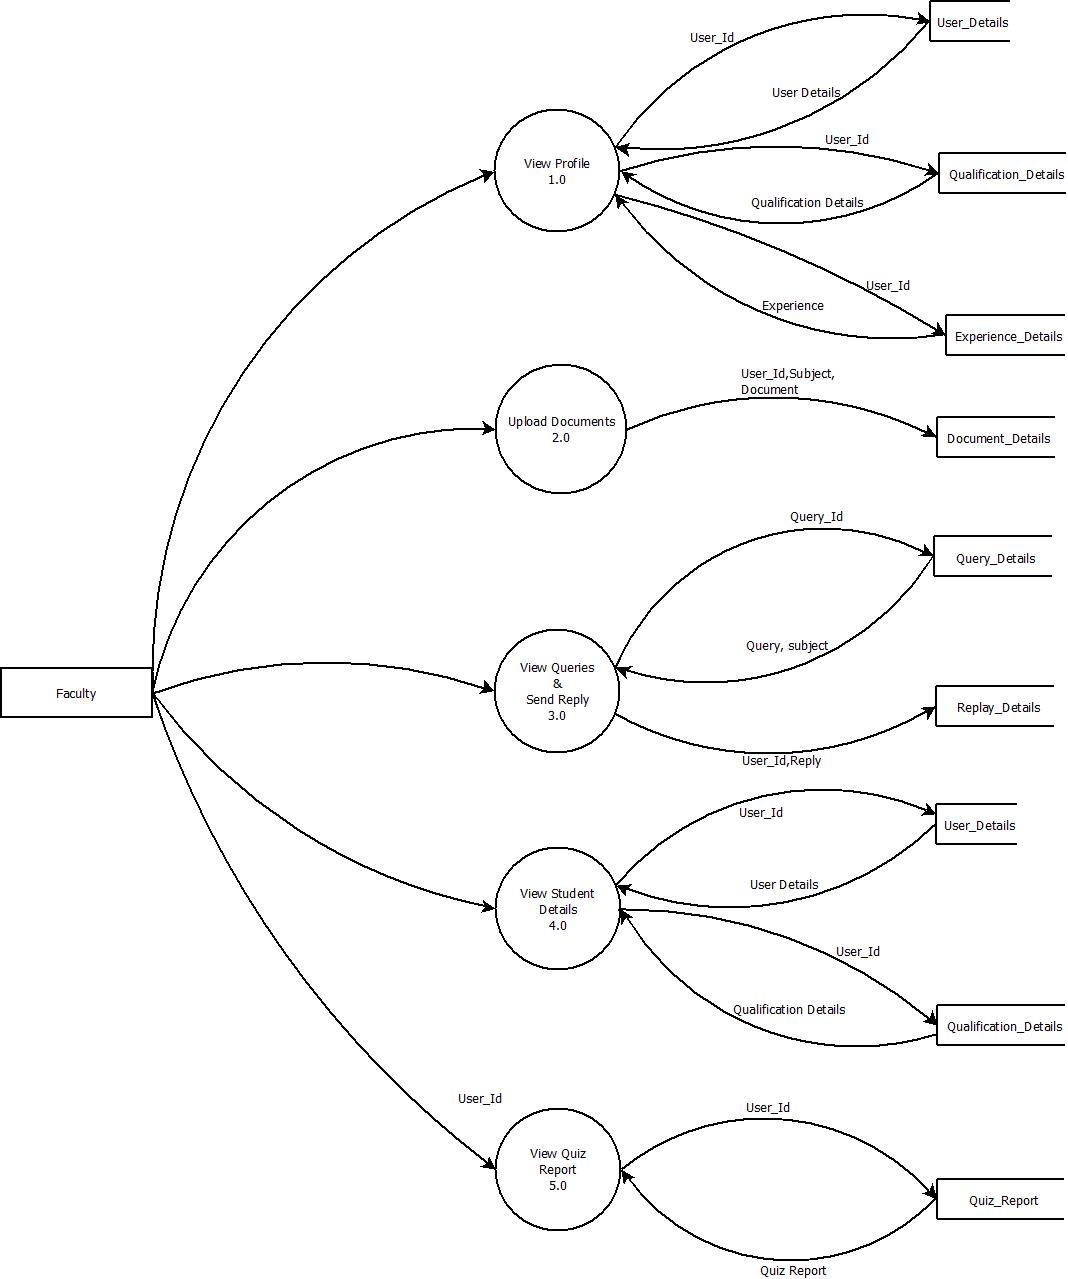 User_Details
User_Id
User Details
User_Id
View Profile
1.0
Qualification_Details
Qualification Details
User_Id
Experience
Experience_Details
User_Id,Subject,
Document
Upload Documents
2.0
Document_Details
Query_Id
Query_Details
Query, subject
View Queries
&
Send Reply
3.0
Faculty
Replay_Details
User_Id,Reply
User_Id
User_Details
User Details
View Student
Details
4.0
User_Id
Qualification Details
Qualification_Details
User_Id
User_Id
View Quiz
Report
5.0
Quiz_Report
Quiz Report